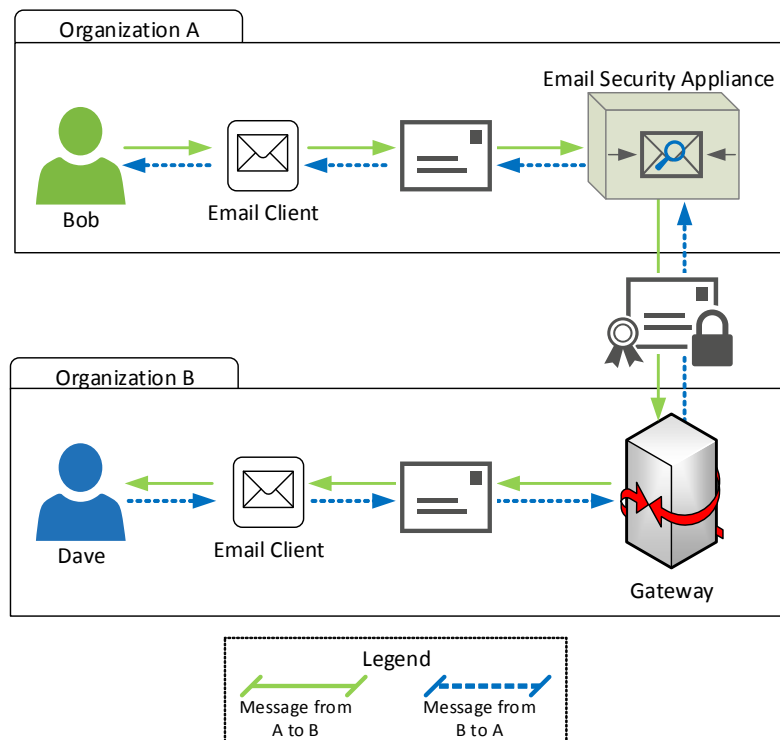 Organization A
Email Security Appliance
Bob
Email Client
Organization B
Dave
Email Client
Gateway
Legend
Message from
A to B
Message from
B to A